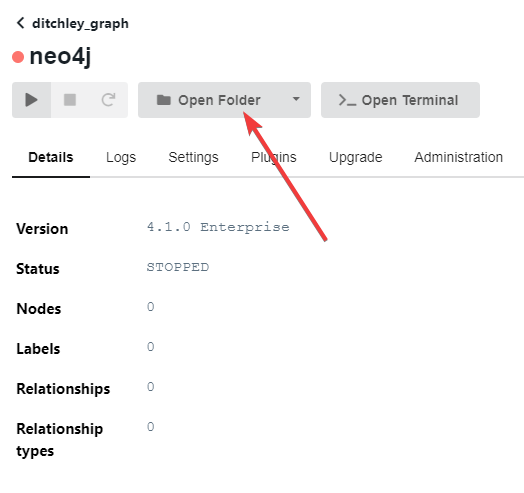 ditchley_graph
neo4j
Open Folder
Open Terminal
Details Logs Settings Plugins Upgrade Administration
Version 4.1.0 Enterprise
Status STOPPED
Nodes 0
Labels 0
Relationships 0
Relationship 0
types